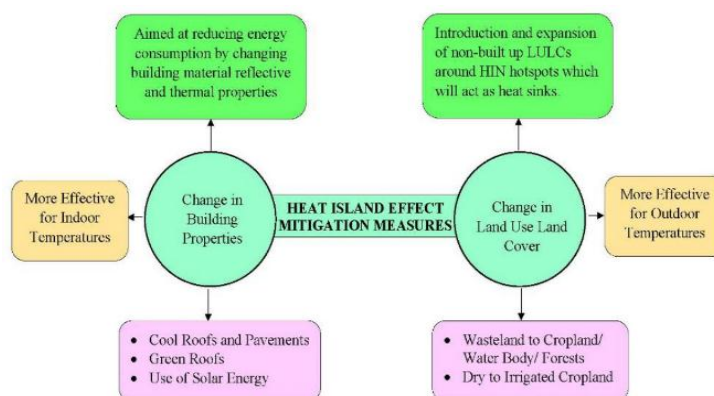 Aimed at reducing energy
consumption by changing
building material reflective
and thermal properties
Introduction and expansion
of non-built up LULCs
around HIN hotspots which
will act as heat sinks.
More Effective
for Indoor
Temperatures
Change in
Building
Properties
HEAT ISLAND EFFECT
MITIGATION MEASURES
Change in
Land Use Land
Cover
More Effective
for Outdoor
Temperatures
• Cool Roofs and Pavements
• Green Roofs
• Use of Solar Energy
• Wasteland to Cropland/
Water Body/ Forests
• Dry to Irrigated Cropland